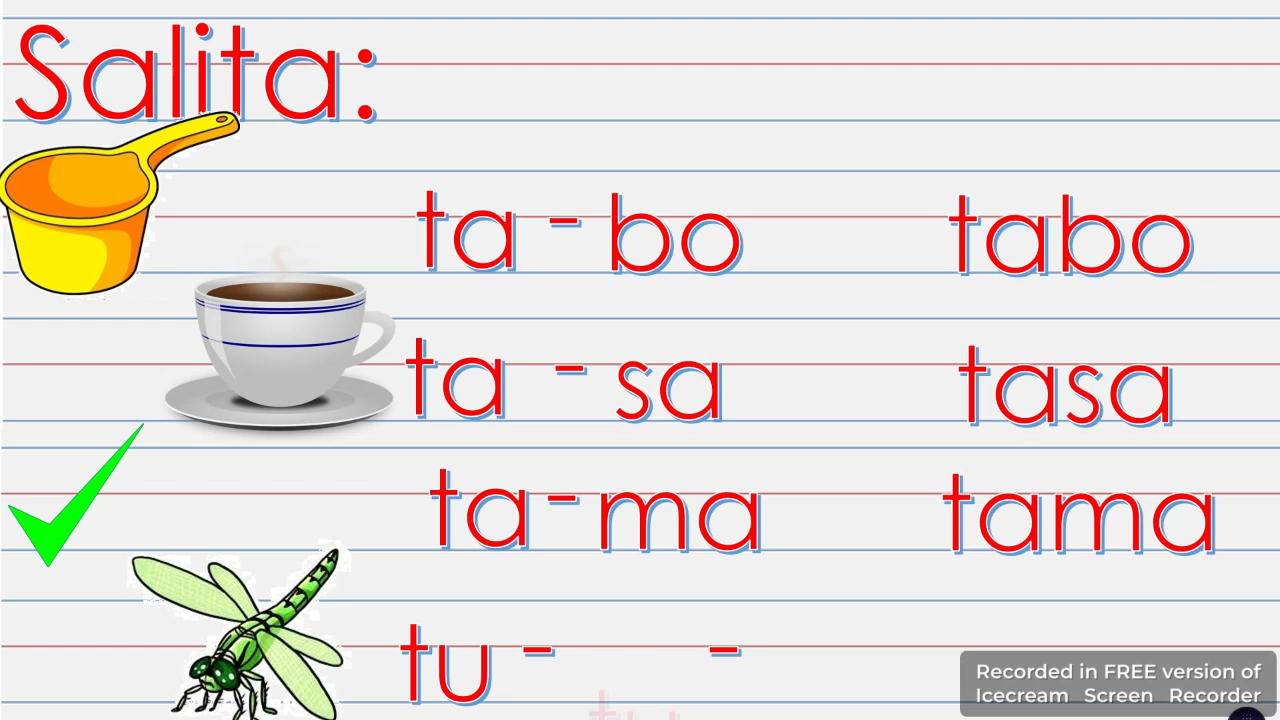 Salita:
ta - bo tabo
ta - sa tasa
ta - ma tama
tu - -
Recorded in FREE version of
Icecream Screen Recorder